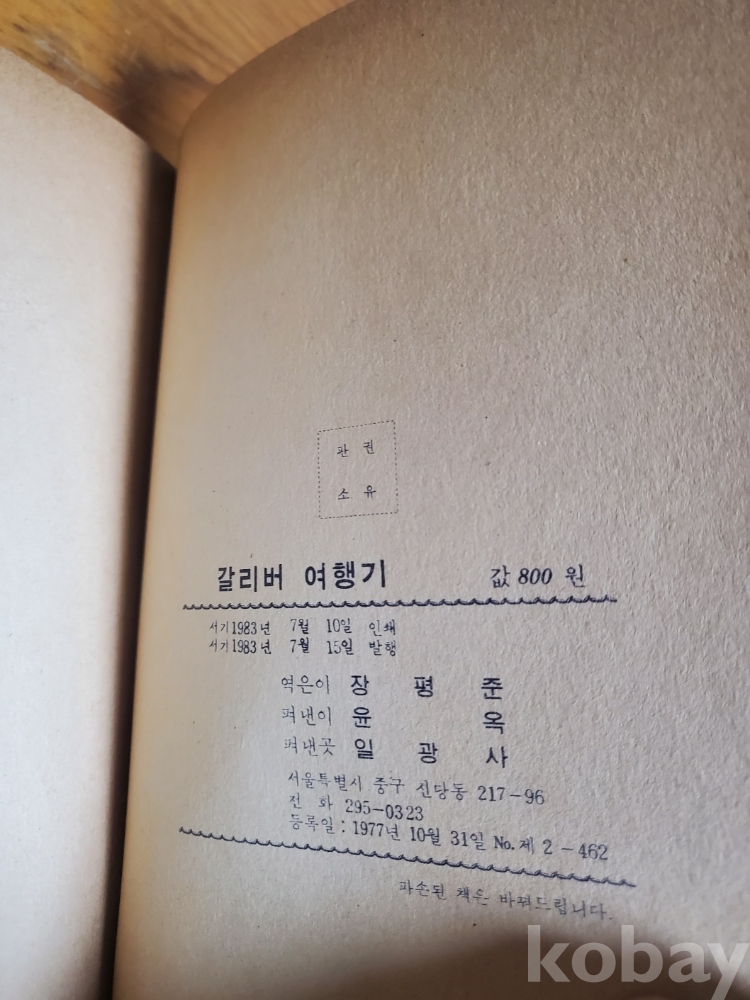 판권
소유
갈리버 여행기 값 800 원
서기1983년 7월 10일 인쇄
서기1983년 7월 15일 발행
역은이 장평준
펴낸이 윤옥
펴낸곳 일광사
서울특별시 중구 신당동 217-96
전화 295-0323
등록일 : 1977년 10월 31일 No. 제 2-462
파손된 책은 바꿔드립니다.
kobay